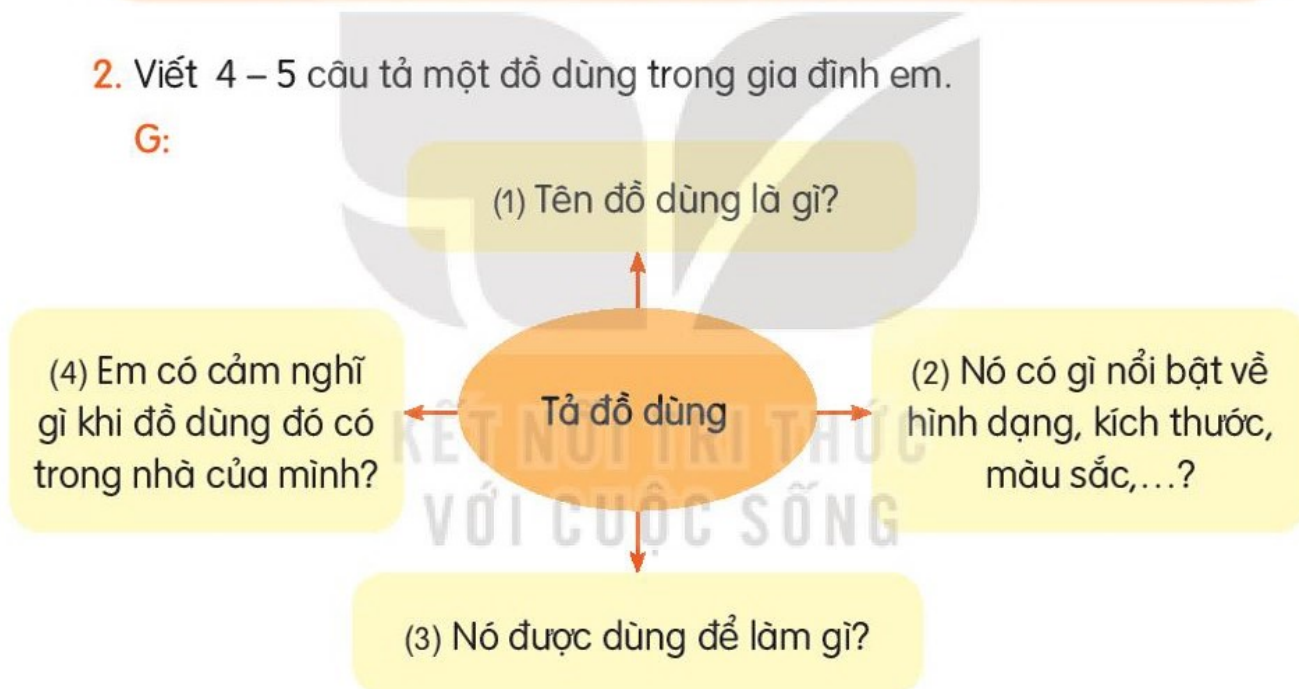 2. Viết 4 – 5 câu tả một đồ dùng trong gia đình em.
G:
(1) Tên đồ dùng là gì?
(4) Em có cảm nghĩ
gì khi đồ dùng đó có
trong nhà của mình?
Tả đồ dùng
(2) Nó có gì nổi bật về
hình dạng, kích thước,
màu sắc,...?
KẾT NỐI TRI THỨC
VỚI CUỘC SỐNG
(3) Nó được dùng để làm gì?